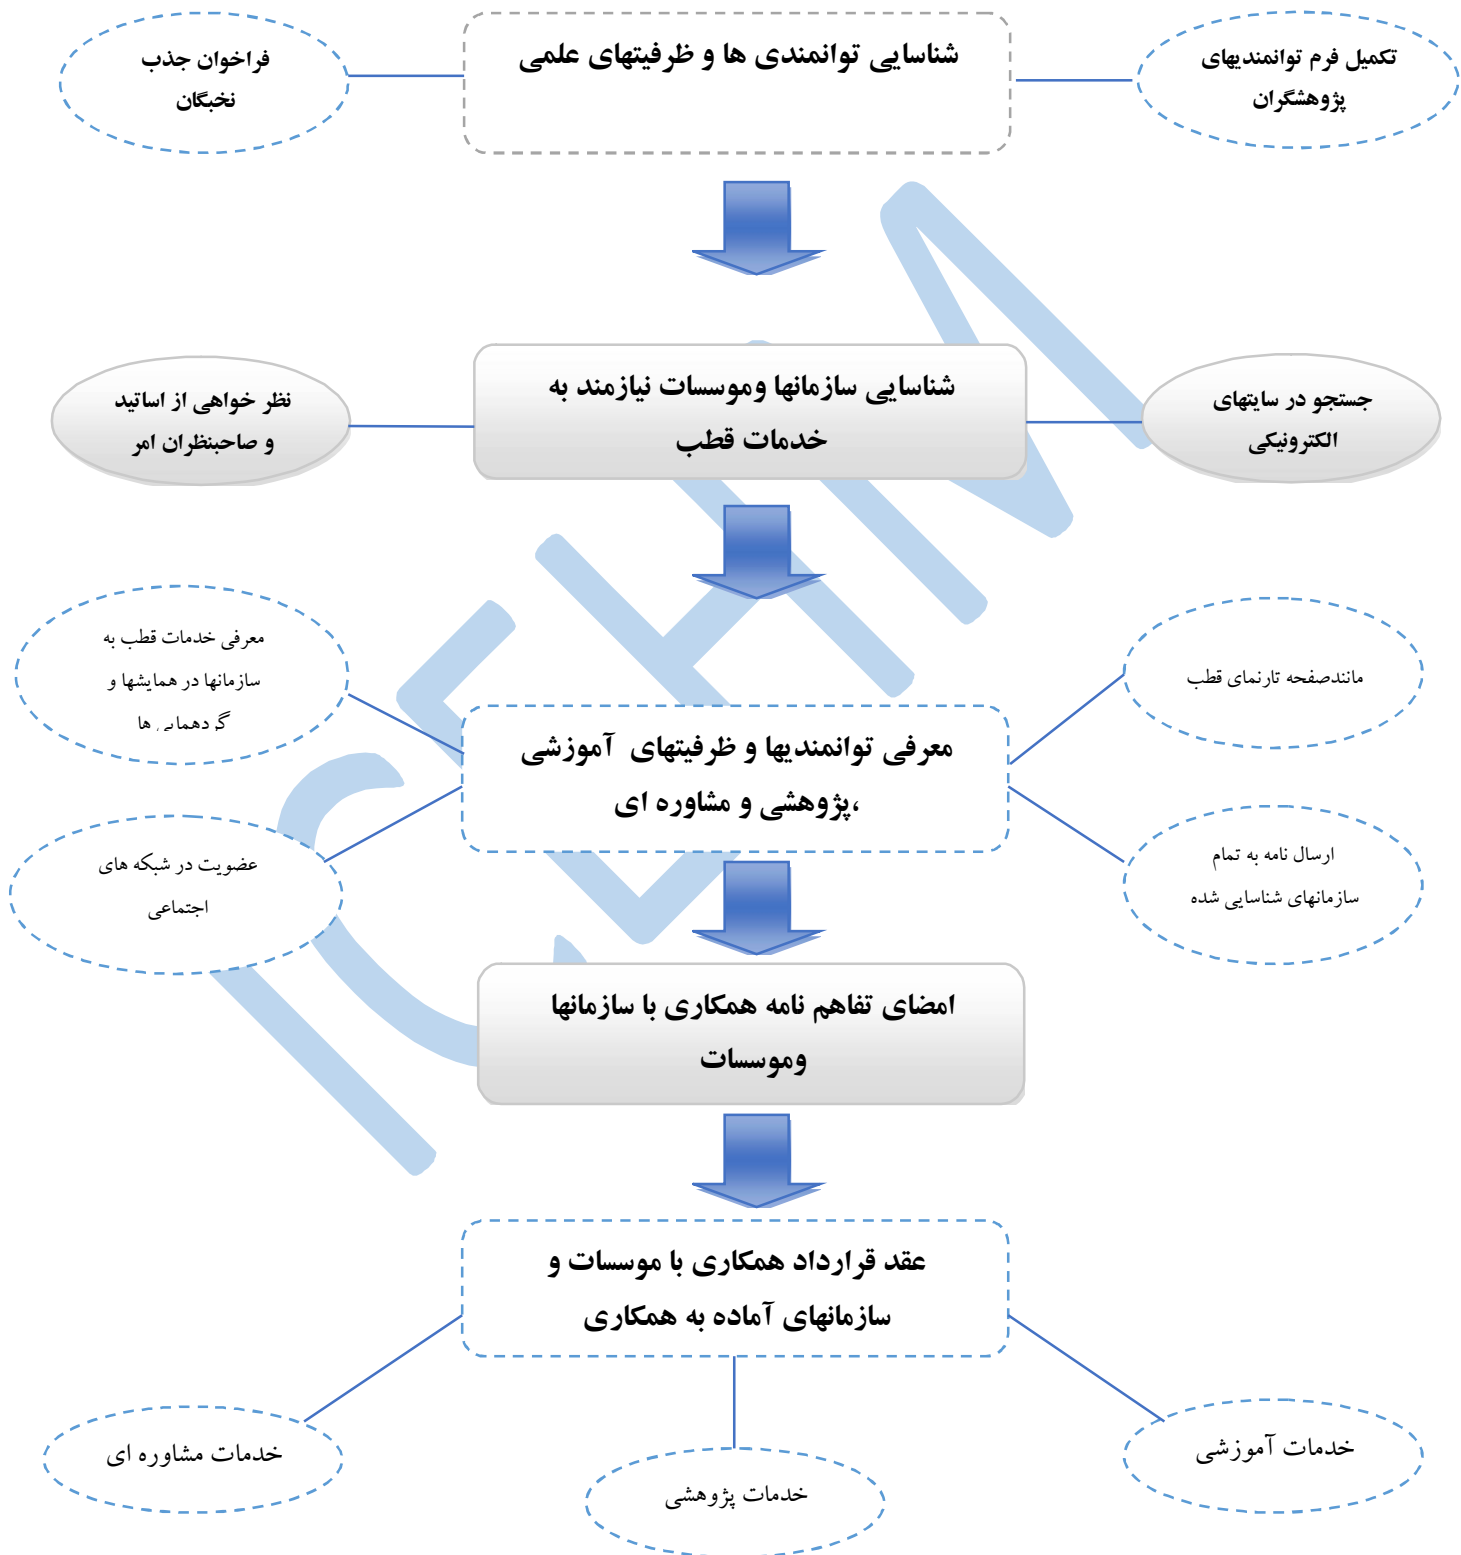 شناسایی توانمندی ها و ظرفیتهای علمی
تکمیل فرم توانمندیهای
پژوهشگران
فراخوان جذب
نخبگان
شناسایی سازمانها وموسسات نیازمند به
خدمات قطب
جستجو در سایتهای
الکترونیکی
نظر خواهی از اساتید
و صاحبنظران امر
معرفی توانمندیها و ظرفیتهای آموزشی
،پژوهشی و مشاوره ای
مانندصفحه تارنمای قطب
ارسال نامه به تمام
سازمانهای شناسایی شده
معرفی خدمات قطب به
سازمانها در همایشها و
گردهمایی ها
عضویت در شبکه های
اجتماعی
امضای تفاهم نامه همکاری با سازمانها
وموسسات
عقد قرارداد همکاری با موسسات و
سازمانهای آماده به همکاری
خدمات آموزشی
خدمات پژوهشی
خدمات مشاوره ای